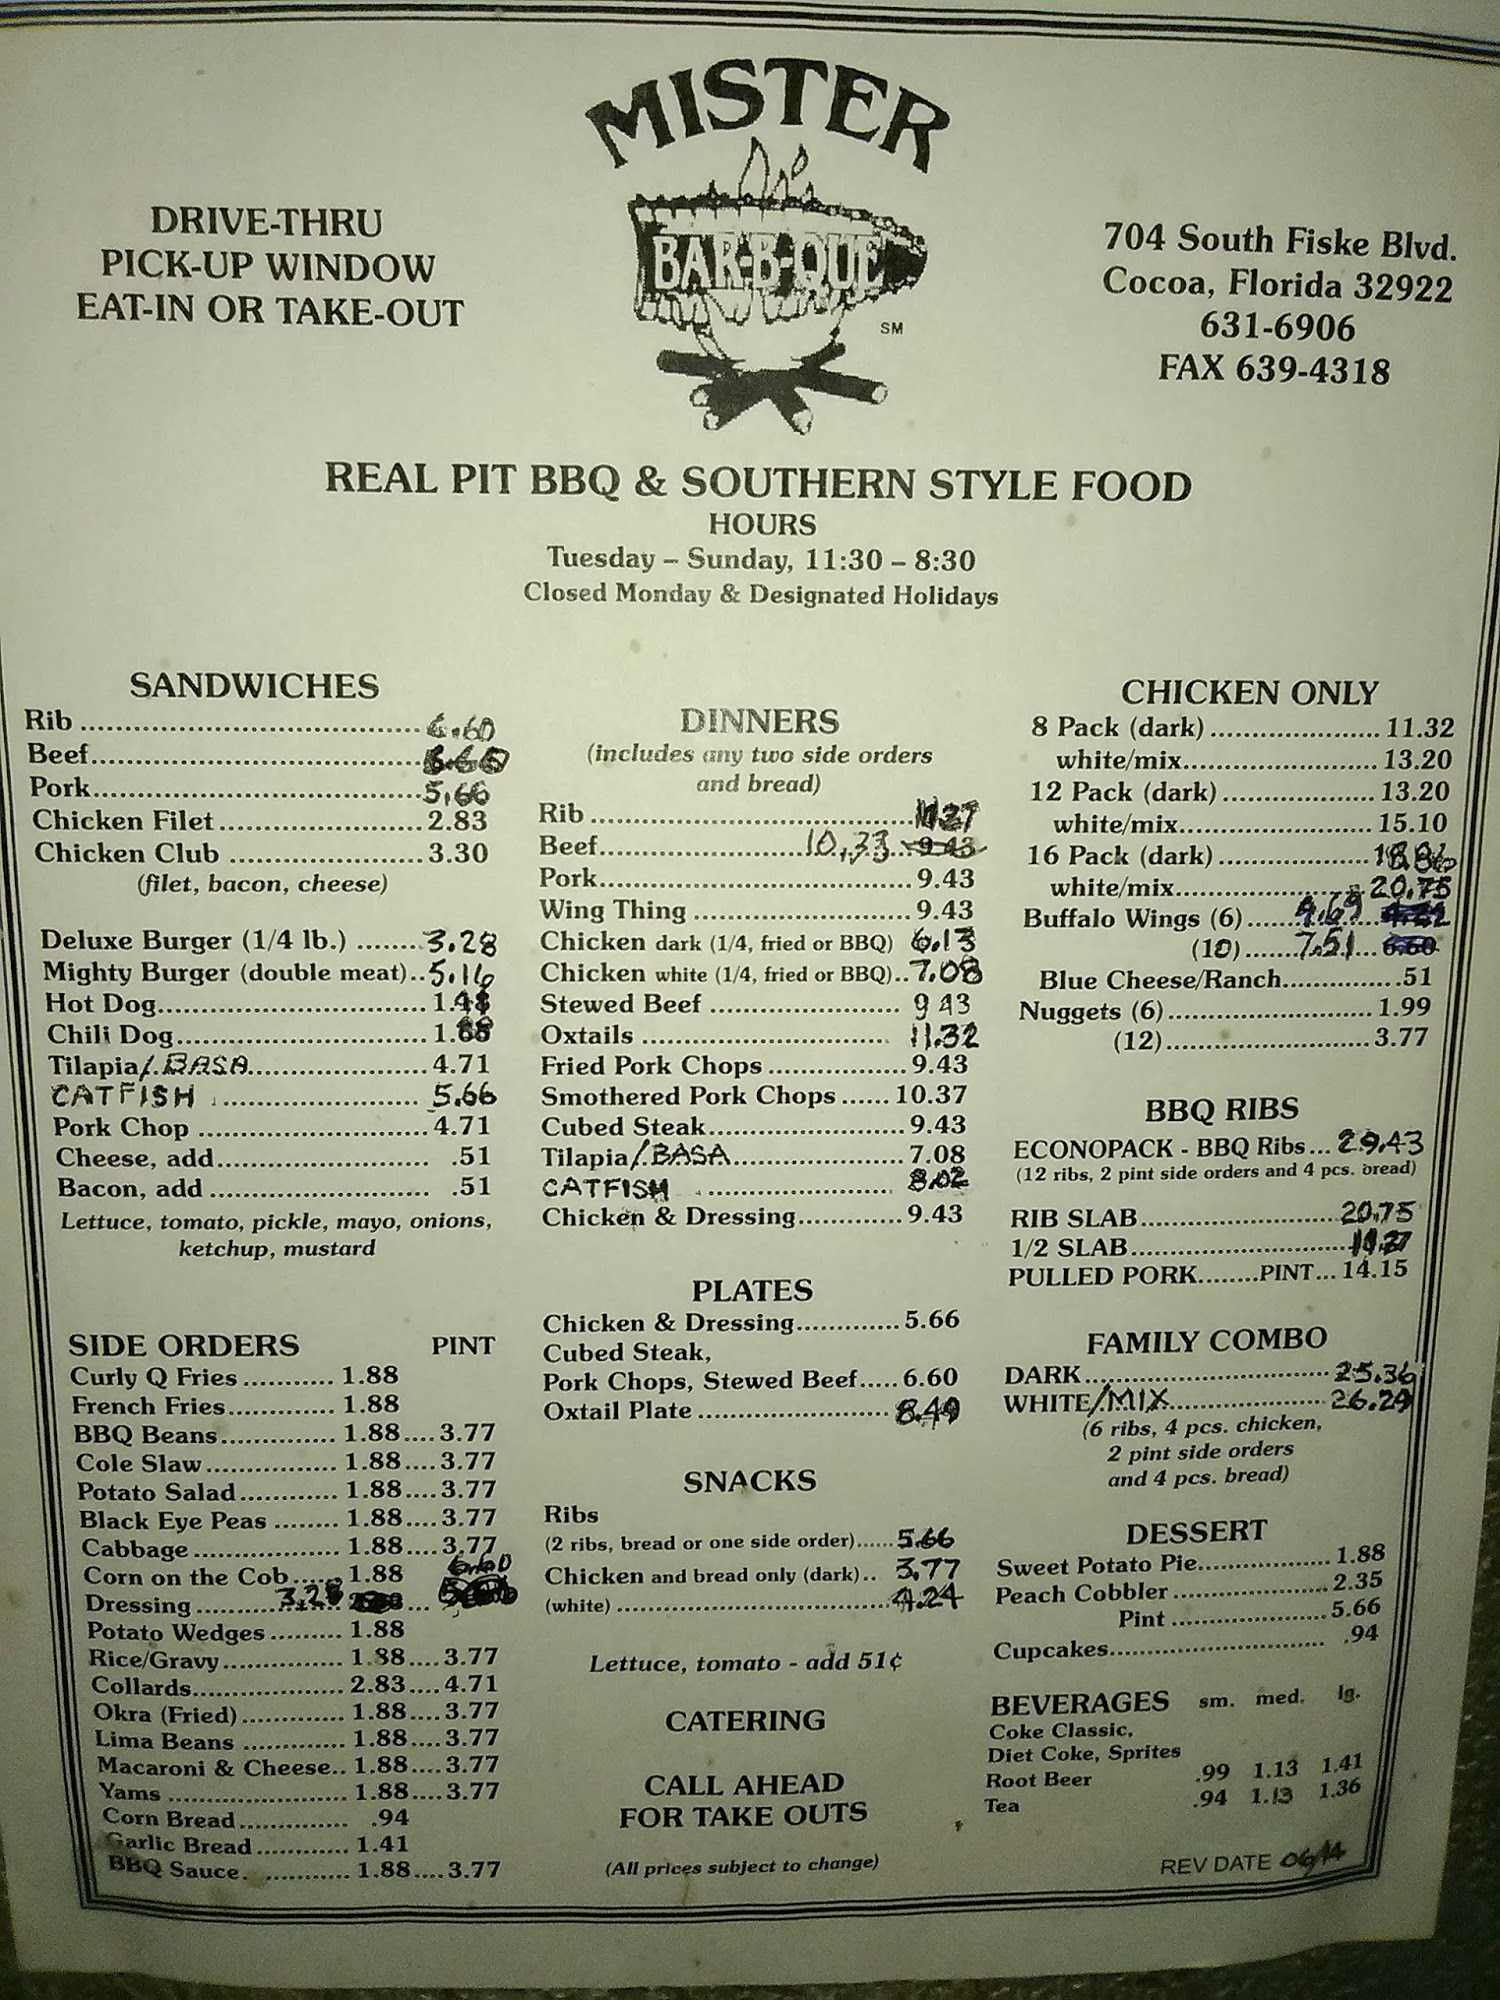 MISTER
BAR-B-QUE
SM
DRIVE-THRU
PICK-UP WINDOW
EAT-IN OR TAKE-OUT
704 South Fiske Blvd.
Cocoa, Florida 32922
631-6906
FAX 639-4318
REAL PIT BBQ & SOUTHERN STYLE FOOD
HOURS
Tuesday – Sunday, 11:30 – 8:30
Closed Monday & Designated Holidays
SANDWICHES
Rib 6.60
Beef
Pork 5.66
Chicken Filet 2.83
Chicken Club 3.30
(filet, bacon, cheese)
Deluxe Burger (1/4 lb.) 3.28
Mighty Burger (double meat) 5.16
Hot Dog
Chili Dog
Tilapia/BASA 4.71
CATFISH 5.66
Pork Chop 4.71
Cheese, add .51
Bacon, add .51
Lettuce, tomato, pickle, mayo, onions,
ketchup, mustard
SIDE ORDERS PINT
Curly Q Fries 1.88
French Fries 1.88
BBQ Beans 1.88 3.77
Cole Slaw 1.88 3.77
Potato Salad 1.88 3.77
Black Eye Peas 1.88 3.77
Cabbage 1.88 3.77
Corn on the Cob 1.88
Dressing 3.28 6.60
Potato Wedges 1.88
Rice/Gravy 1.88 3.77
Collards 2.83 4.71
Okra (Fried) 1.88 3.77
Lima Beans 1.88 3.77
Macaroni & Cheese 1.88 3.77
Yams 1.88 3.77
Corn Bread .94
Garlic Bread 1.41
BBQ Sauce 1.88 3.77
DINNERS
(includes any two side orders
and bread)
Rib
Beef 10.33 9.43
Pork 9.43
Wing Thing 9.43
Chicken dark (1/4, fried or BBQ) 6.13
Chicken white (1/4, fried or BBQ) 7.08
Stewed Beef 9.43
Oxtails 11.32
Fried Pork Chops 9.43
Smothered Pork Chops 10.37
Cubed Steak 9.43
Tilapia/BASA 7.08
CATFISH 8.02
Chicken & Dressing 9.43
PLATES
Chicken & Dressing 5.66
Cubed Steak,
Pork Chops, Stewed Beef 6.60
Oxtail Plate 8.49
SNACKS
Ribs
(2 ribs, bread or one side order) 5.66
Chicken and bread only (dark) 3.77
(white) 4.24
Lettuce, tomato - add 51¢
CATERING
CALL AHEAD
FOR TAKE OUTS
(All prices subject to change)
CHICKEN ONLY
8 Pack (dark) 11.32
white/mix 13.20
12 Pack (dark) 13.20
white/mix 15.10
16 Pack (dark)
white/mix 20.75
Buffalo Wings (6) 4.69
(10) 7.51 6.60
Blue Cheese/Ranch .51
Nuggets (6) 1.99
(12) 3.77
BBQ RIBS
ECONOPACK - BBQ Ribs 29.43
(12 ribs, 2 pint side orders and 4 pcs. bread)
RIB SLAB 20.75
1/2 SLAB
PULLED PORK PINT 14.15
FAMILY COMBO
DARK 25.36
WHITE/MIX 26.29
(6 ribs, 4 pcs. chicken,
2 pint side orders
and 4 pcs. bread)
DESSERT
Sweet Potato Pie 1.88
Peach Cobbler 2.35
Pint 5.66
Cupcakes .94
BEVERAGES sm. med. lg.
Coke Classic,
Diet Coke, Sprites
Root Beer .99 1.13 1.41
Tea .94 1.13 1.36
REV DATE 06/14